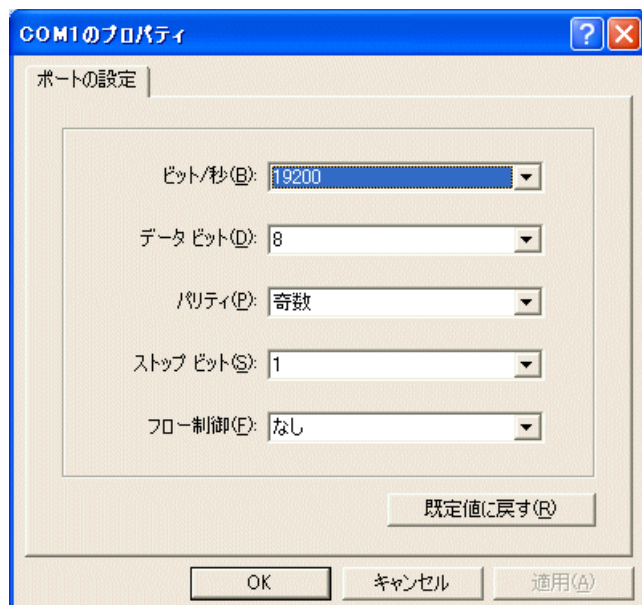 COM1のプロパティ
ポートの設定
ビット/秒(B): 19200
データ ビット(D): 8
パリティ(P): 奇数
ストップ ビット(S): 1
フロー制御(F): なし
既定値に戻す(R)
OK キャンセル 適用(A)